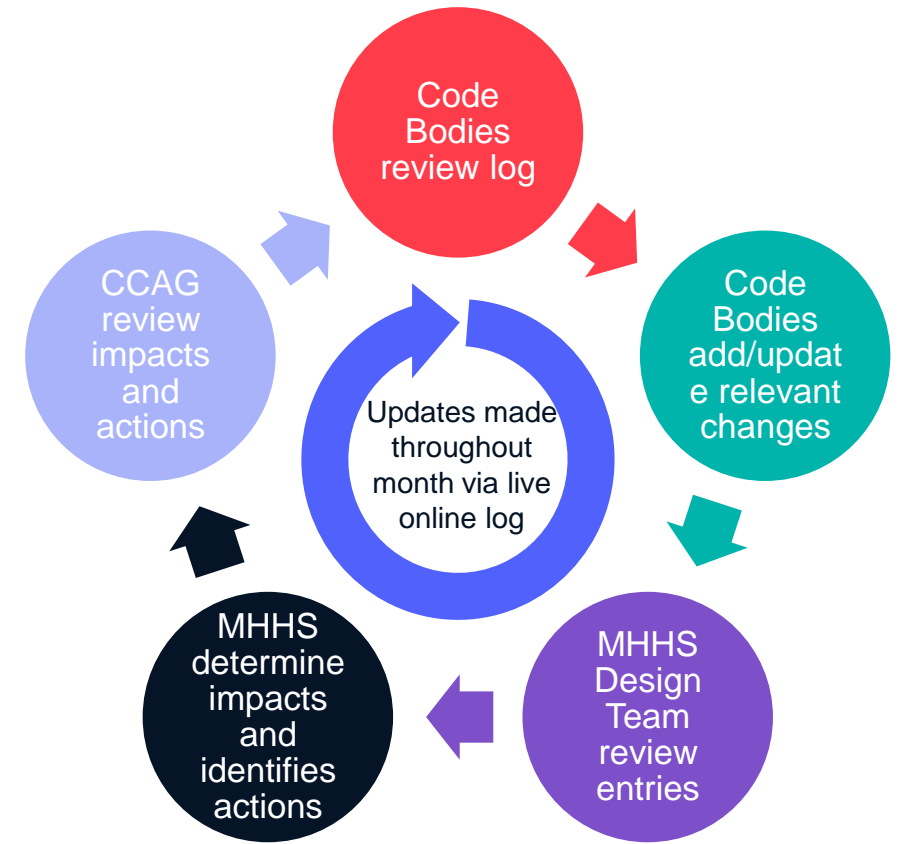 Code
Bodies
review log
Code
Bodies
add/updat
e relevant
changes
MHHS
Design
Team
review
entries
MHHS
determine
impacts
and
identifies
actions
CCAG
review
impacts
and
actions
Updates made
throughout
month via live
online log